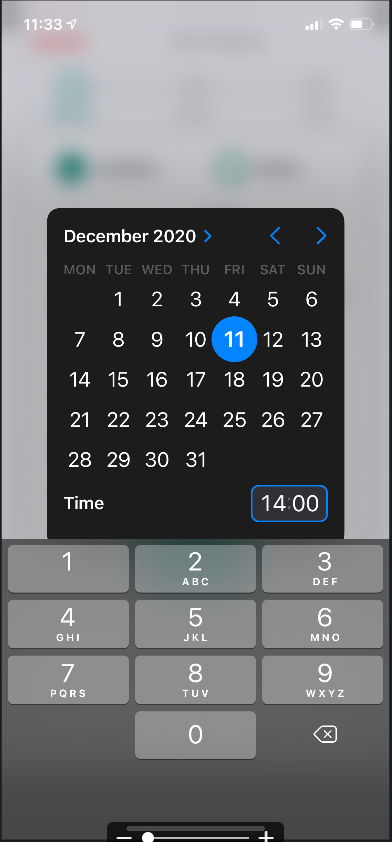 11:33
December 2020
MON TUE WED THU FRI SAT SUN
1 2 3 4 5 6
7 8 9 10 11 12 13
14 15 16 17 18 19 20
21 22 23 24 25 26 27
28 29 30 31
Time 14:00
1 2 3
ABC DEF
4 5 6
GHI JKL MNO
7 8 9
PQRS TUV WXYZ
0